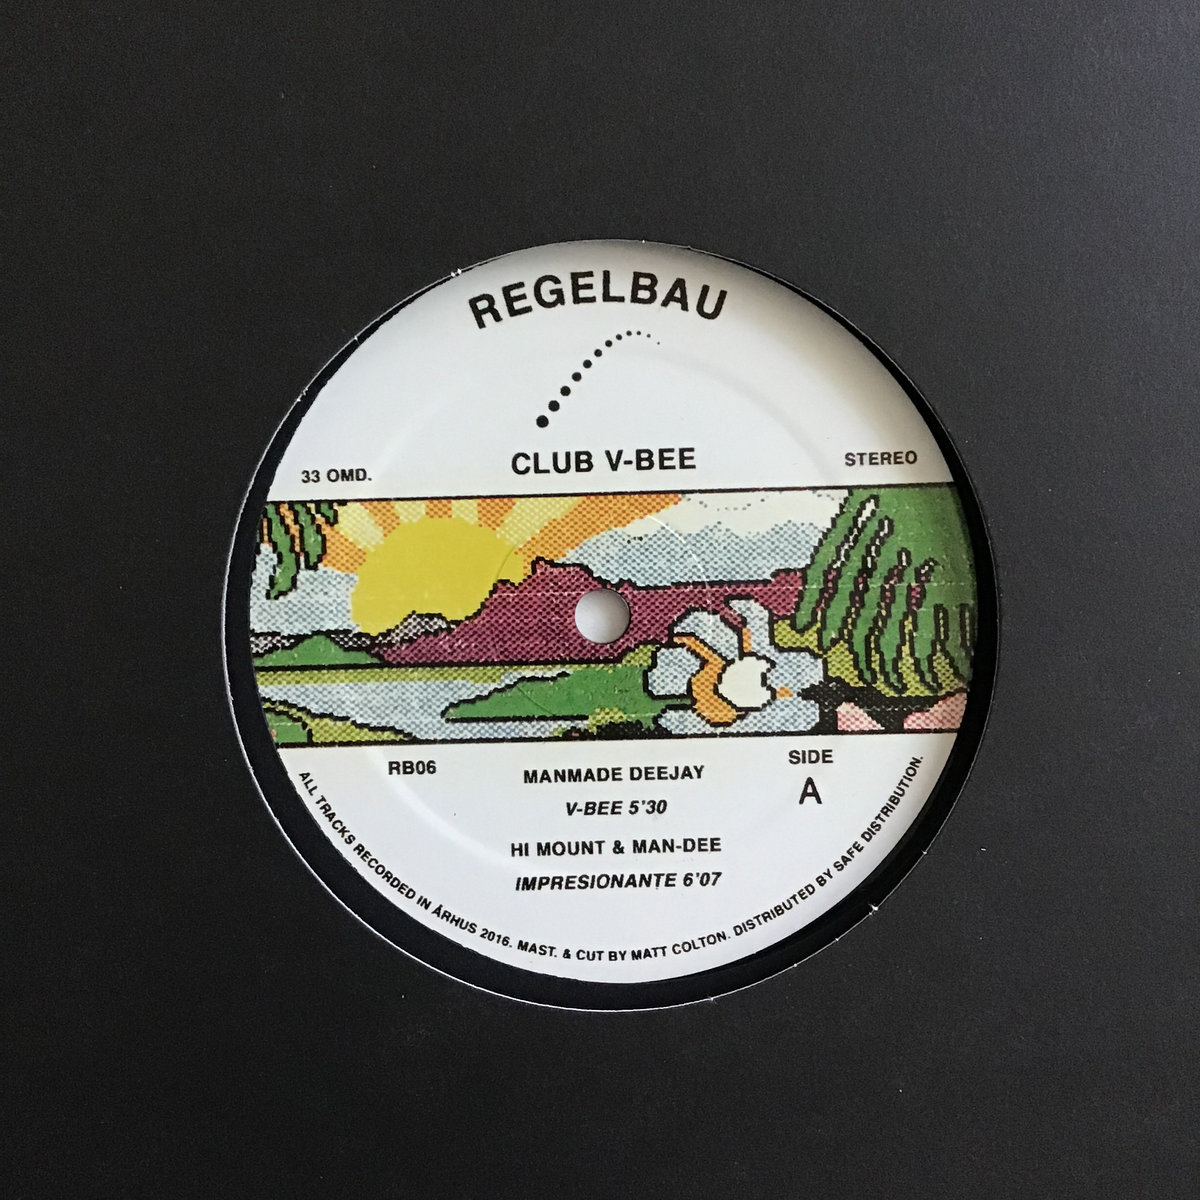 REGELBAU
CLUB V-BEE
33 OMD.
STEREO
RB06
SIDE
A
MANMADE DEEJAY
V-BEE 5'30
HI MOUNT & MAN-DEE
IMPRESIONANTE 6'07
ALL TRACKS RECORDED IN ÅRHUS 2016. MAST. & CUT BY MATT COLTON. DISTRIBUTED BY SAFE DISTRIBUTION.